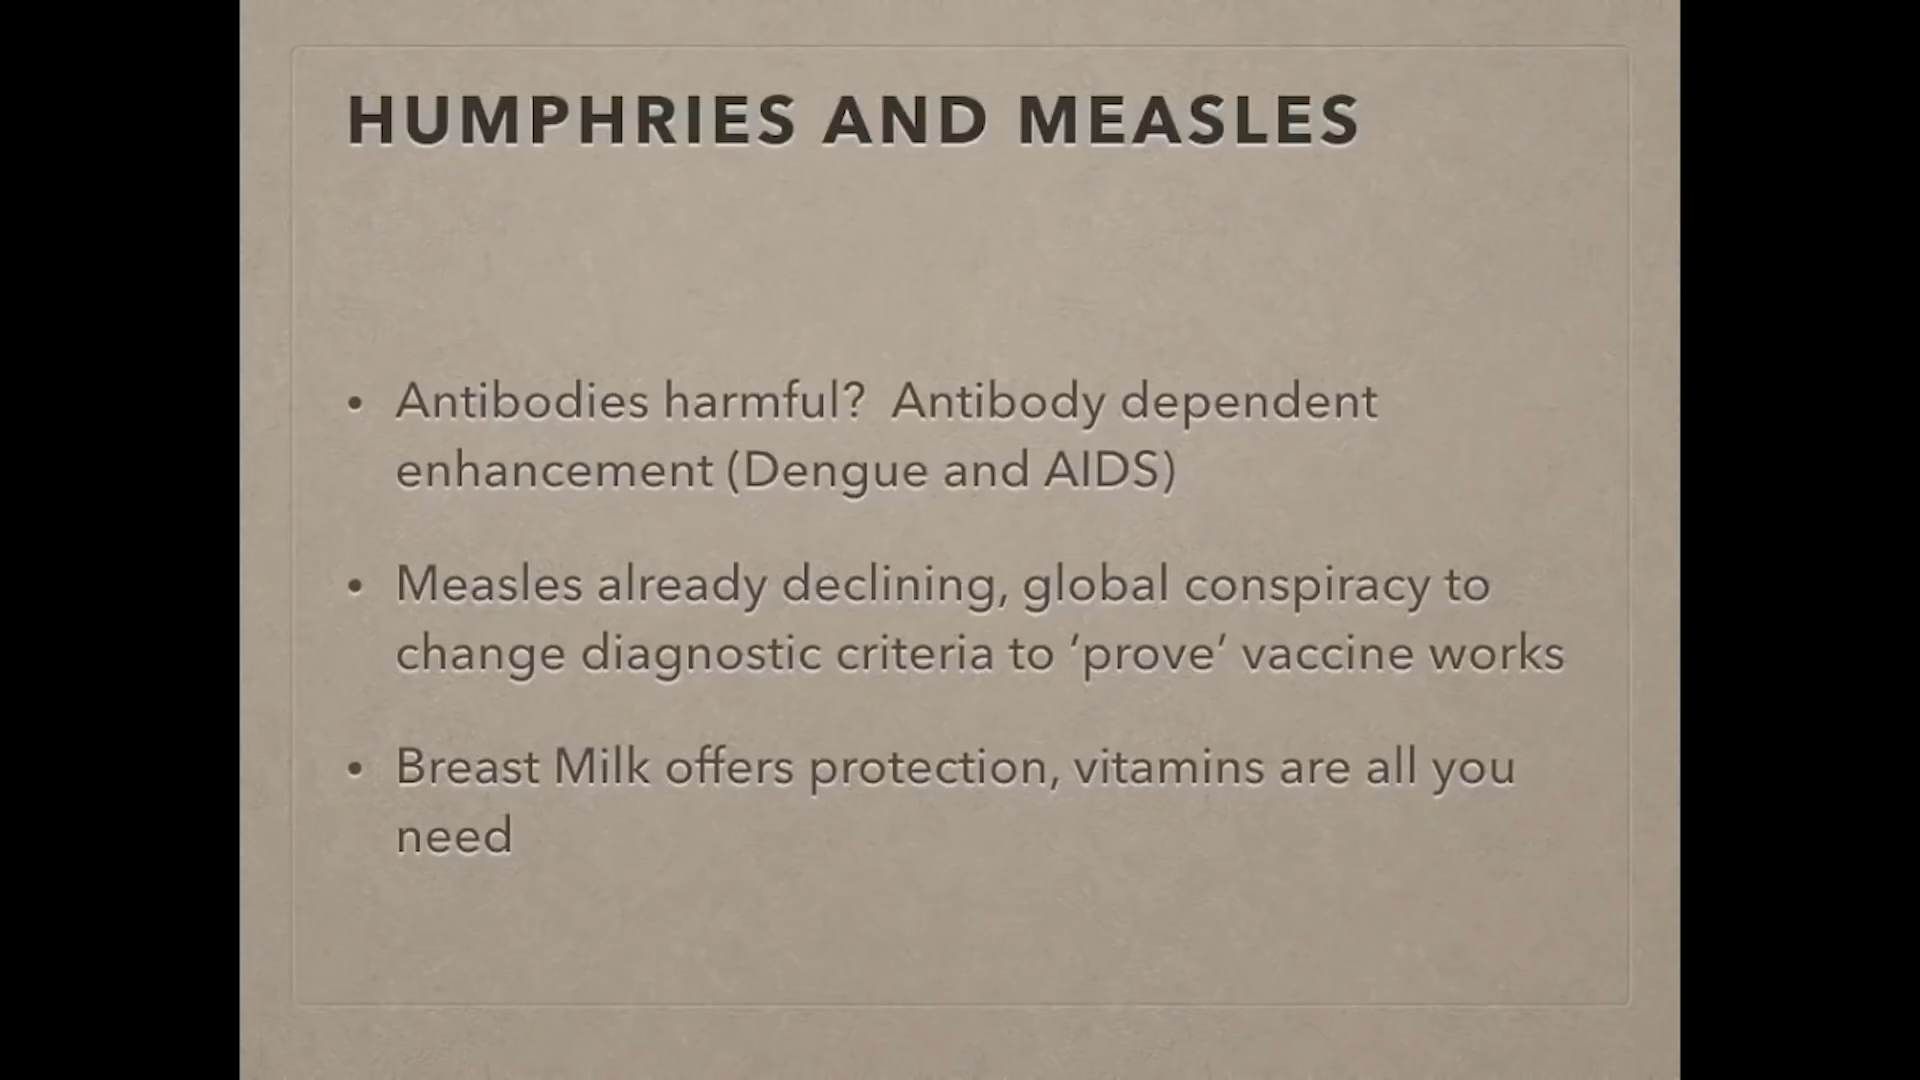 HUMPHRIES AND MEASLES
• Antibodies harmful?  Antibody dependent
enhancement (Dengue and AIDS)
• Measles already declining, global conspiracy to
change diagnostic criteria to ‘prove’ vaccine works
• Breast Milk offers protection, vitamins are all you
need